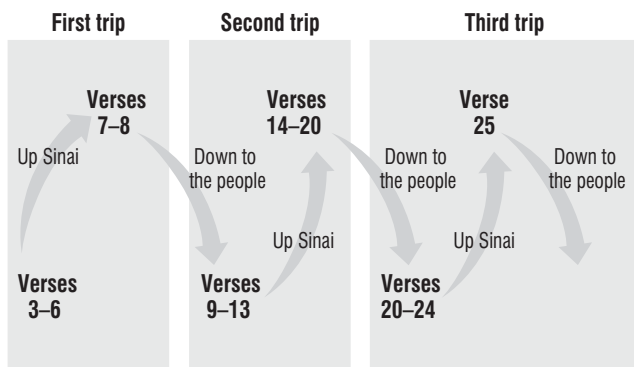 First trip
Second trip
Third trip
Verses
7–8
Verses
14–20
Verse
25
Up Sinai
Down to
the people
Down to
the people
Down to
the people
Up Sinai
Up Sinai
Verses
3–6
Verses
9–13
Verses
20–24